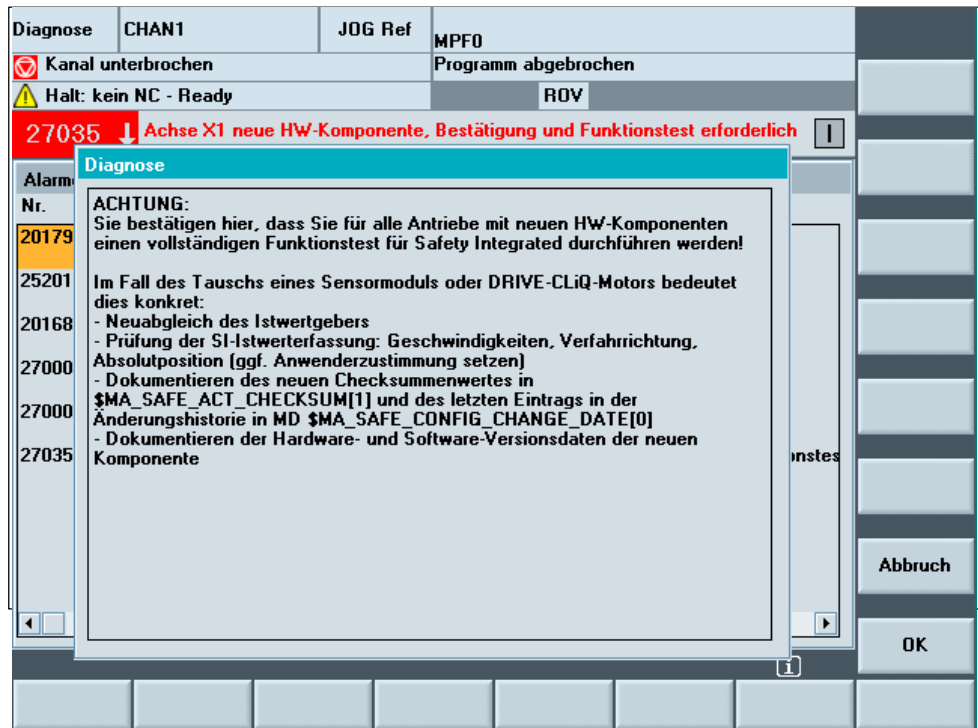 Diagnose CHAN1 JOG Ref MPF0
Kanal unterbrochen Programm abgebrochen
Halt: kein NC - Ready ROV
27035 Achse X1 neue HW-Komponente, Bestätigung und Funktionstest erforderlich
Diagnose
Alarm
Nr.
20179
25201
20168
27000
27000
27035
ACHTUNG:
Sie bestätigen hier, dass Sie für alle Antriebe mit neuen HW-Komponenten
einen vollständigen Funktionstest für Safety Integrated durchführen werden!
Im Fall des Tauschs eines Sensormoduls oder DRIVE-CLiQ-Motors bedeutet
dies konkret:
- Neuabgleich des Istwertgebers
- Prüfung der SI-Istwerterfassung: Geschwindigkeiten, Verfahrrichtung,
Absolutposition (ggf. Anwenderzustimmung setzen)
- Dokumentieren des neuen Checksummenwertes in
$MA_SAFE_ACT_CHECKSUM[1] und des letzten Eintrags in der
Änderungshistorie in MD $MA_SAFE_CONFIG_CHANGE_DATE[0]
- Dokumentieren der Hardware- und Software-Versionsdaten der neuen
Komponente
onstes
Abbruch
OK